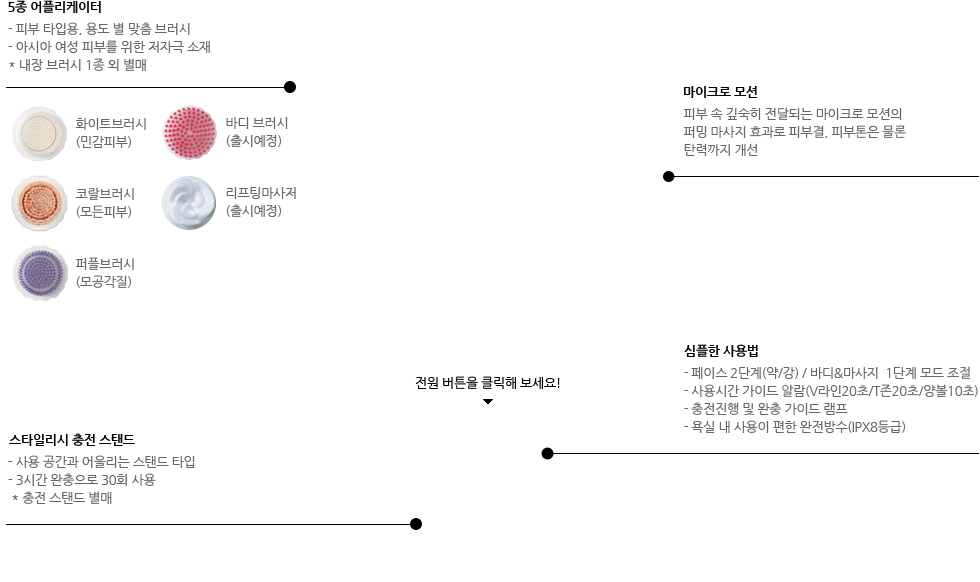 5종 어플리케이터
- 피부 타입용, 용도 별 맞춤 브러시
- 아시아 여성 피부를 위한 저자극 소재
* 내장 브러시 1종 외 별매
화이트브러시
(민감피부)
바디 브러시
(출시예정)
코랄브러시
(모든피부)
리프팅마사저
(출시예정)
퍼플브러시
(모공각질)
마이크로 모션
피부 속 깊숙히 전달되는 마이크로 모션의
퍼밍 마사지 효과로 피부결, 피부톤은 물론
탄력까지 개선
심플한 사용법
- 페이스 2단계(약/강) / 바디&마사지 1단계 모드 조절
- 사용시간 가이드 알람(V라인20초/T존20초/양볼10초)
- 충전진행 및 완충 가이드 램프
- 욕실 내 사용이 편한 완전방수(IPX8등급)
전원 버튼을 클릭해 보세요!
스타일리시 충전 스탠드
- 사용 공간과 어울리는 스탠드 타입
- 3시간 완충으로 30회 사용
* 충전 스탠드 별매